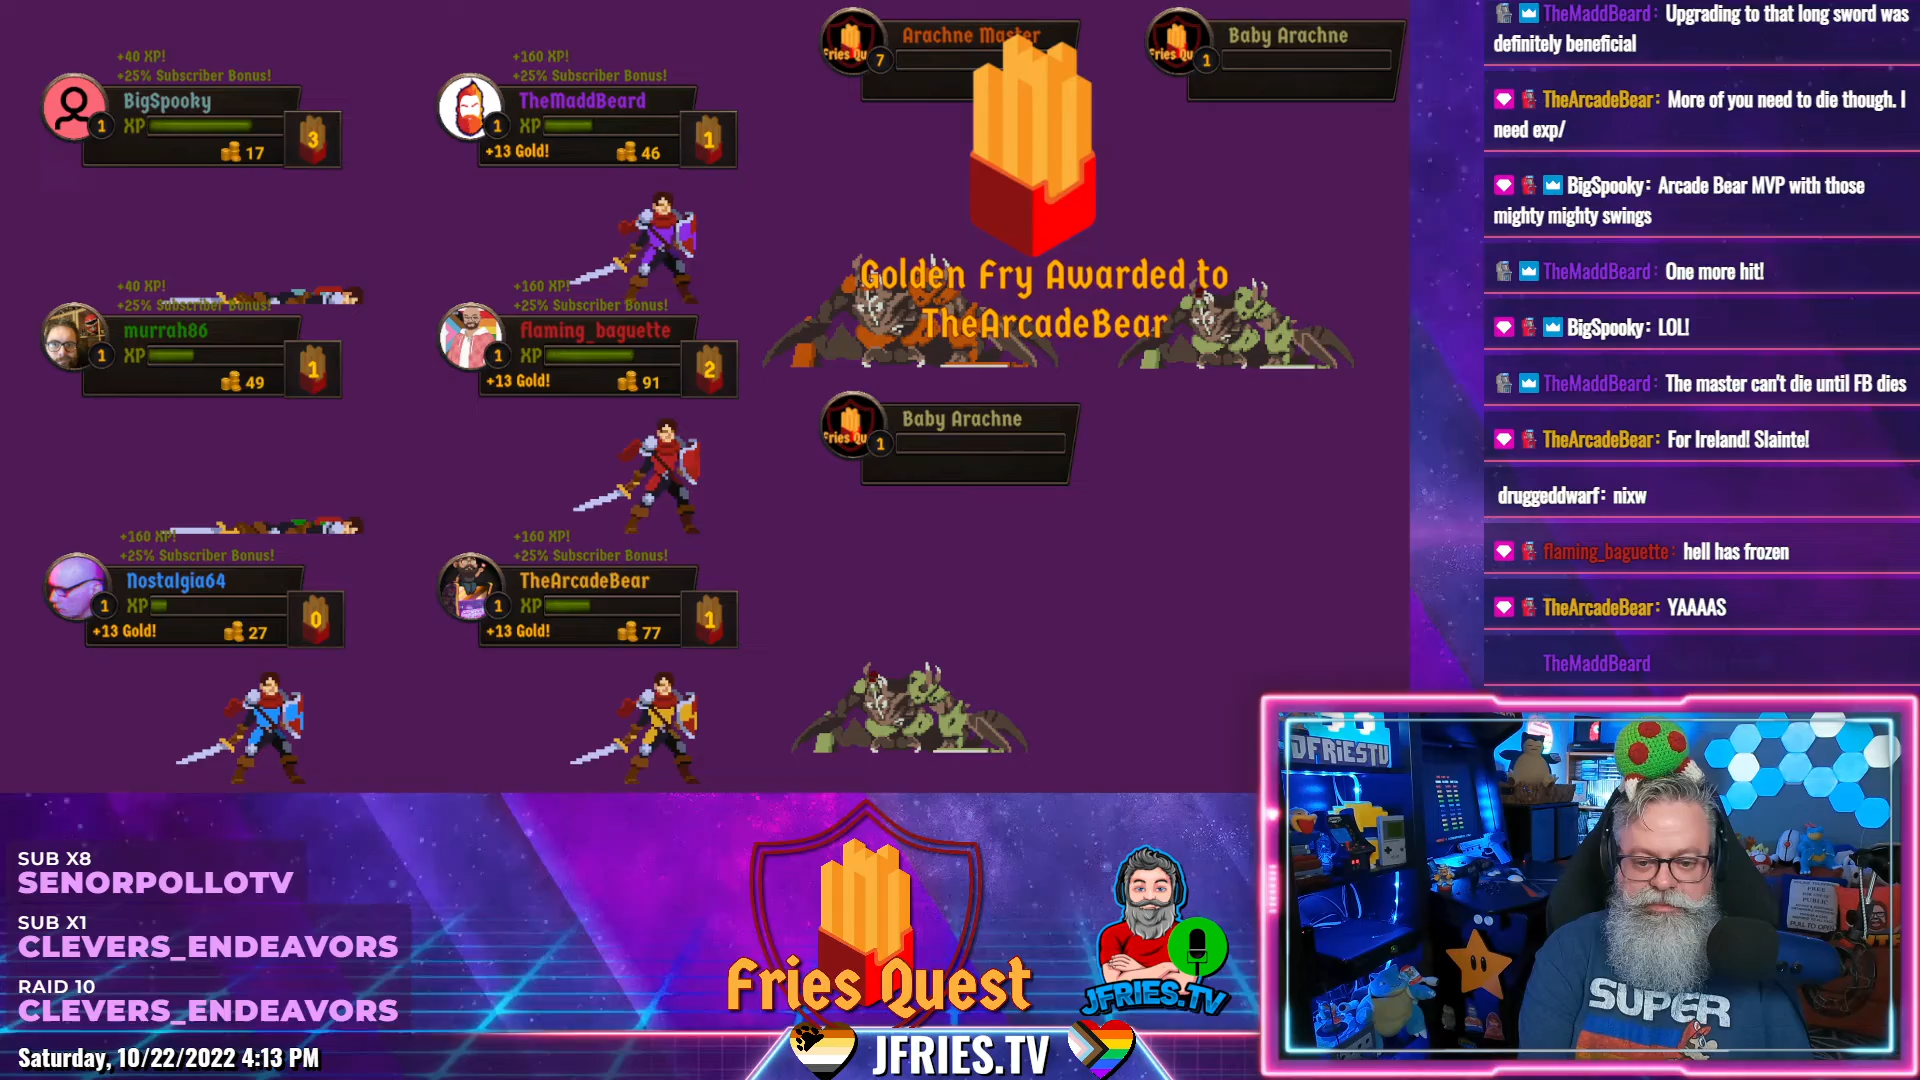 +40 XP!
+25% Subscriber Bonus!
BigSpooky
1
XP
17
3
+160 XP!
+25% Subscriber Bonus!
TheMaddBeard
1
XP
+13 Gold!
46
1
Arachne Master
7
Baby Arachne
1
Golden Fry Awarded to
TheArcadeBear
+40 XP!
+25% Subscriber Bonus!
murrah86
1
XP
49
1
+160 XP!
+25% Subscriber Bonus!
flaming_baguette
1
XP
+13 Gold!
91
2
Baby Arachne
1
+160 XP!
+25% Subscriber Bonus!
Nostalgia64
1
XP
+13 Gold!
27
0
+160 XP!
+25% Subscriber Bonus!
TheArcadeBear
1
XP
+13 Gold!
77
1
TheMaddBeard: Upgrading to that long sword was
definitely beneficial
TheArcadeBear: More of you need to die though. I
need exp/
BigSpooky: Arcade Bear MVP with those
mighty mighty swings
TheMaddBeard: One more hit!
BigSpooky: LOL!
TheMaddBeard: The master can't die until FB dies
TheArcadeBear: For Ireland! Slainte!
druggeddwarf: nixw
flaming_baguette: hell has frozen
TheArcadeBear: YAAAAS
TheMaddBeard
SUB X8
SENORPOLLOTV
SUB X1
CLEVERS_ENDEAVORS
RAID 10
CLEVERS_ENDEAVORS
Saturday, 10/22/2022 4:13 PM
Fries Quest
JFRIES.TV
JFRIES.TV
JFRIESTV
SUPER